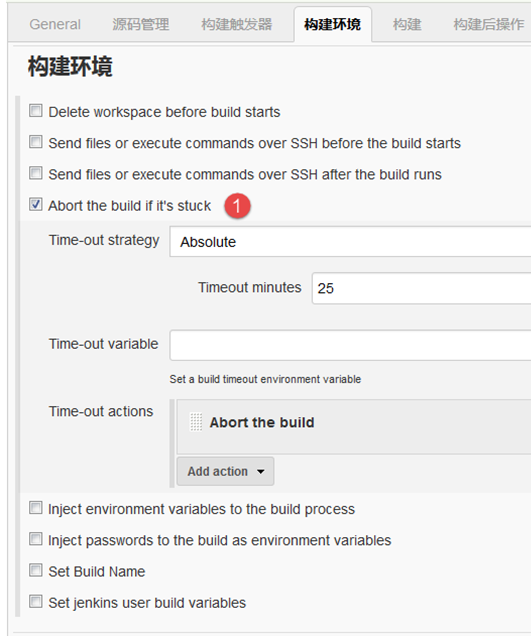 General 源码管理 构建触发器 构建环境 构建 构建后操作
构建环境
Delete workspace before build starts
Send files or execute commands over SSH before the build starts
Send files or execute commands over SSH after the build runs
Abort the build if it's stuck 1
Time-out strategy Absolute
Timeout minutes 25
Time-out variable
Set a build timeout environment variable
Time-out actions Abort the build
Add action
Inject environment variables to the build process
Inject passwords to the build as environment variables
Set Build Name
Set jenkins user build variables